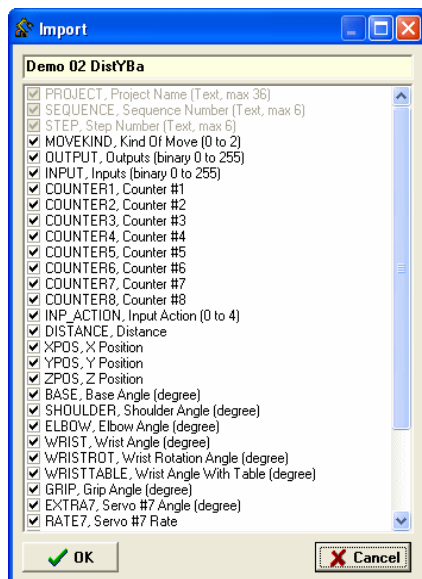 Import
Demo 02 DistYBa
PROJECT, Project Name (Text, max 36)
SEQUENCE, Sequence Number (Text, max 6)
STEP, Step Number (Text, max 6)
MOVEKIND, Kind Of Move (0 to 2)
OUTPUT, Outputs (binary 0 to 255)
INPUT, Inputs (binary 0 to 255)
COUNTER1, Counter #1
COUNTER2, Counter #2
COUNTER3, Counter #3
COUNTER4, Counter #4
COUNTER5, Counter #5
COUNTER6, Counter #6
COUNTER7, Counter #7
COUNTER8, Counter #8
INP_ACTION, Input Action (0 to 4)
DISTANCE, Distance
XPOS, X Position
YPOS, Y Position
ZPOS, Z Position
BASE, Base Angle (degree)
SHOULDER, Shoulder Angle (degree)
ELBOW, Elbow Angle (degree)
WRIST, Wrist Angle (degree)
WRISTROT, Wrist Rotation Angle (degree)
WRISTTABLE, Wrist Angle With Table (degree)
GRIP, Grip Angle (degree)
EXTRA7, Servo #7 Angle (degree)
RATE7, Servo #7 Rate
OK
Cancel